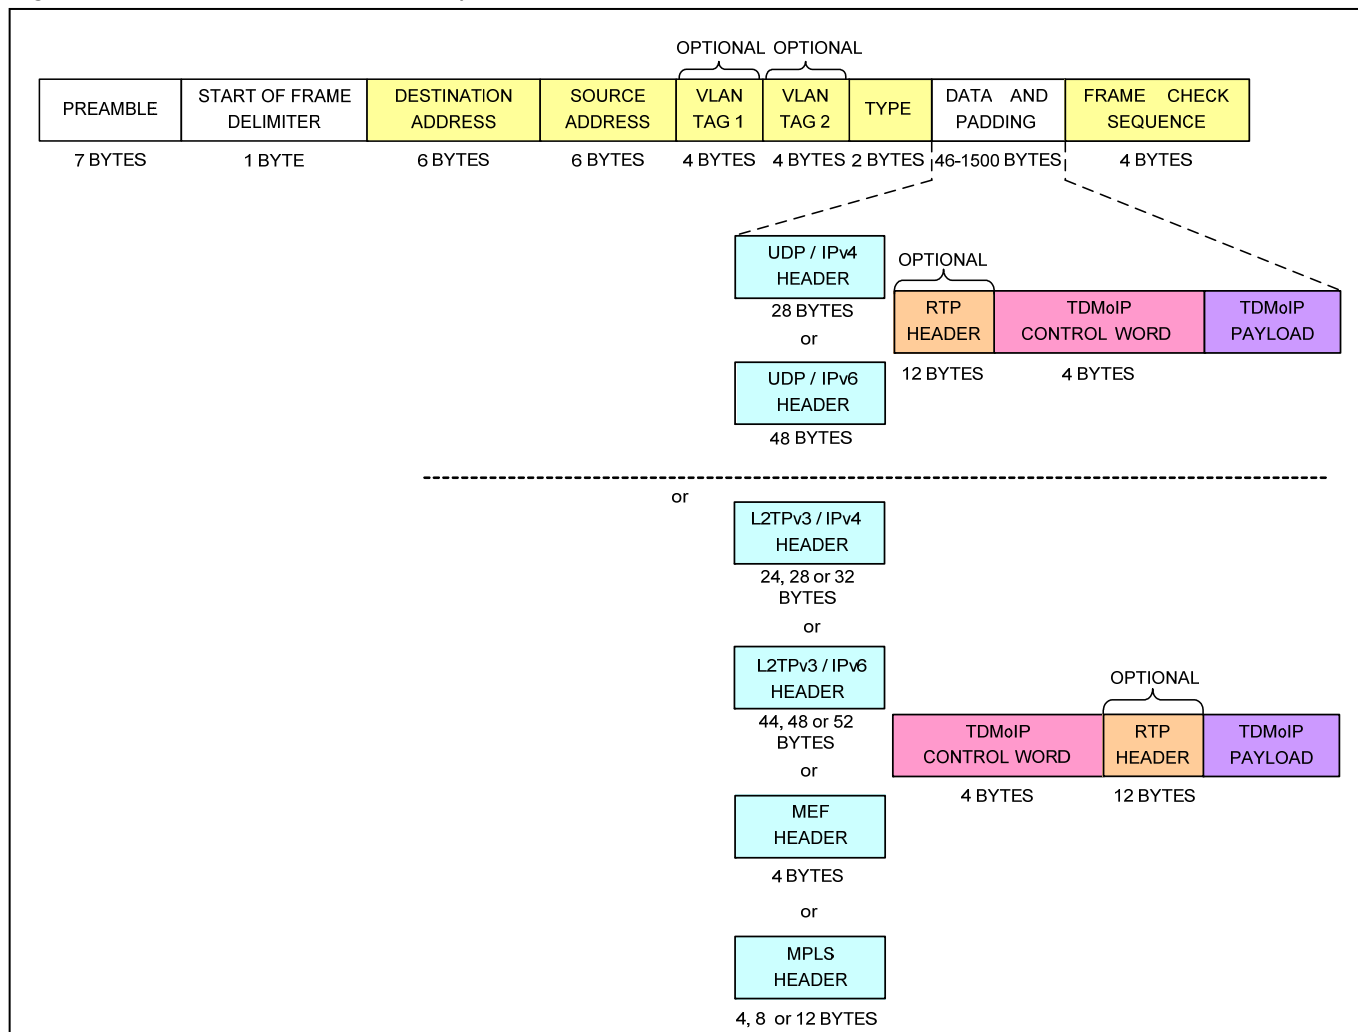 OPTIONAL OPTIONAL
PREAMBLE
START OF FRAME
DELIMITER
DESTINATION
ADDRESS
SOURCE
ADDRESS
VLAN
TAG 1
VLAN
TAG 2
TYPE
DATA AND
PADDING
FRAME CHECK
SEQUENCE
7 BYTES
1 BYTE
6 BYTES
6 BYTES
4 BYTES
4 BYTES
2 BYTES
46-1500 BYTES
4 BYTES
UDP / IPv4
HEADER
28 BYTES
or
UDP / IPv6
HEADER
48 BYTES
OPTIONAL
RTP
HEADER
TDMoIP
CONTROL WORD
TDMoIP
PAYLOAD
12 BYTES
4 BYTES
or
L2TPv3 / IPv4
HEADER
24, 28 or 32
BYTES
or
L2TPv3 / IPv6
HEADER
44, 48 or 52
BYTES
or
MEF
HEADER
4 BYTES
or
MPLS
HEADER
4, 8 or 12 BYTES
OPTIONAL
TDMoIP
CONTROL WORD
RTP
HEADER
TDMoIP
PAYLOAD
4 BYTES
12 BYTES